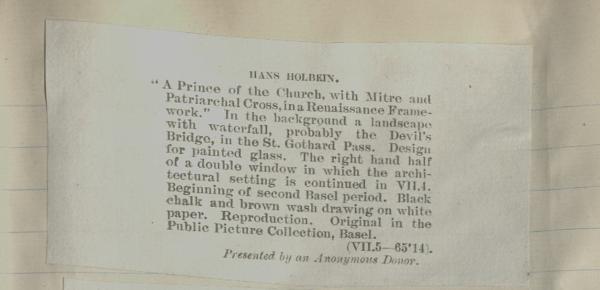 HANS HOLBEIN.
"A Prince of the Church, with Mitre and
Patriarchal Cross, in a Renaissance Frame-
work." In the background a landscape
with waterfall, probably the Devil's
Bridge, in the St. Gothard Pass. Design
for painted glass. The right hand half
of a double window in which the archi-
tectural setting is continued in VII.4.
Beginning of second Basel period. Black
chalk and brown wash drawing on white
paper. Reproduction. Original in the
Public Picture Collection, Basel.
(VII.5—65'14).
Presented by an Anonymous Donor.